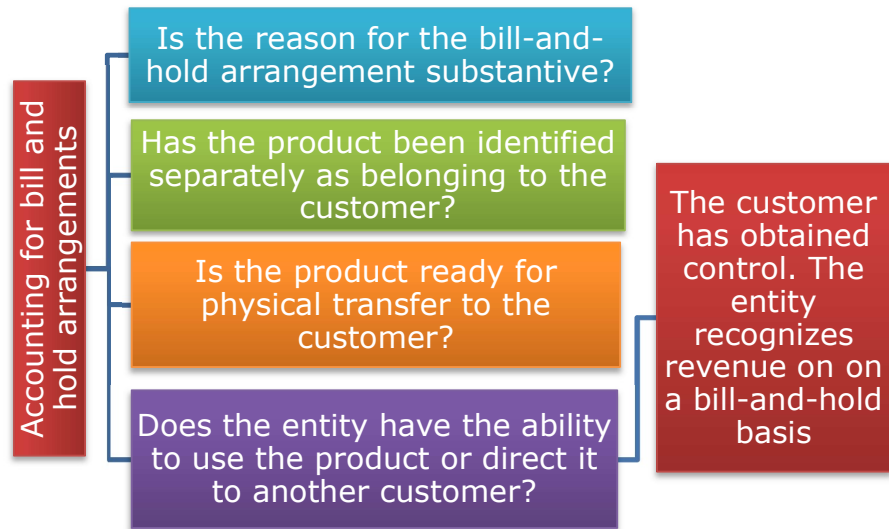 Accounting for bill and
hold arrangements
Is the reason for the bill-and-
hold arrangement substantive?
Has the product been identified
separately as belonging to the
customer?
Is the product ready for
physical transfer to the
customer?
Does the entity have the ability
to use the product or direct it
to another customer?
The customer
has obtained
control. The
entity
recognizes
revenue on on
a bill-and-hold
basis